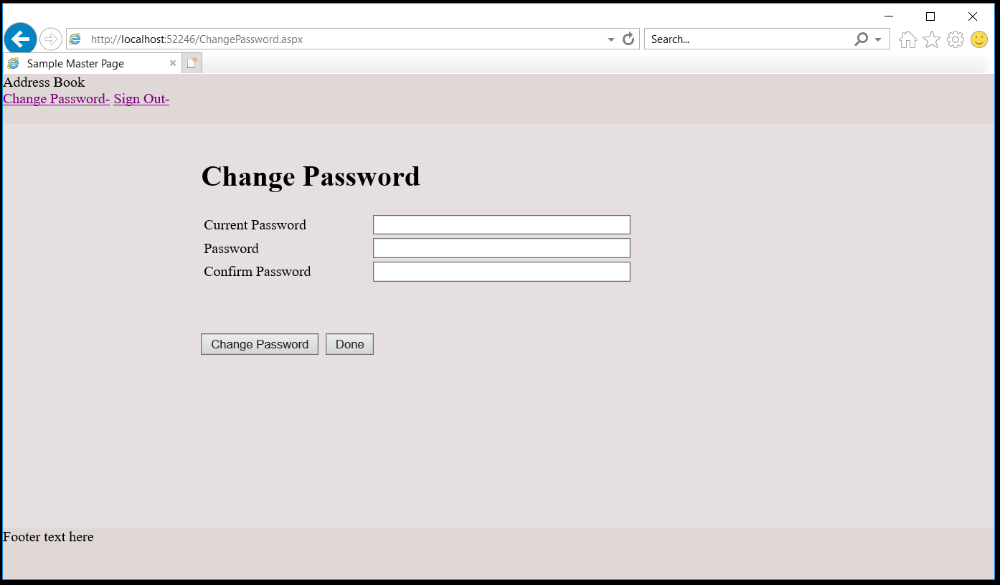 http://localhost:52246/ChangePassword.aspx
Search...
Sample Master Page
Address Book
Change Password- Sign Out-
Change Password
Current Password
Password
Confirm Password
Change Password Done
Footer text here